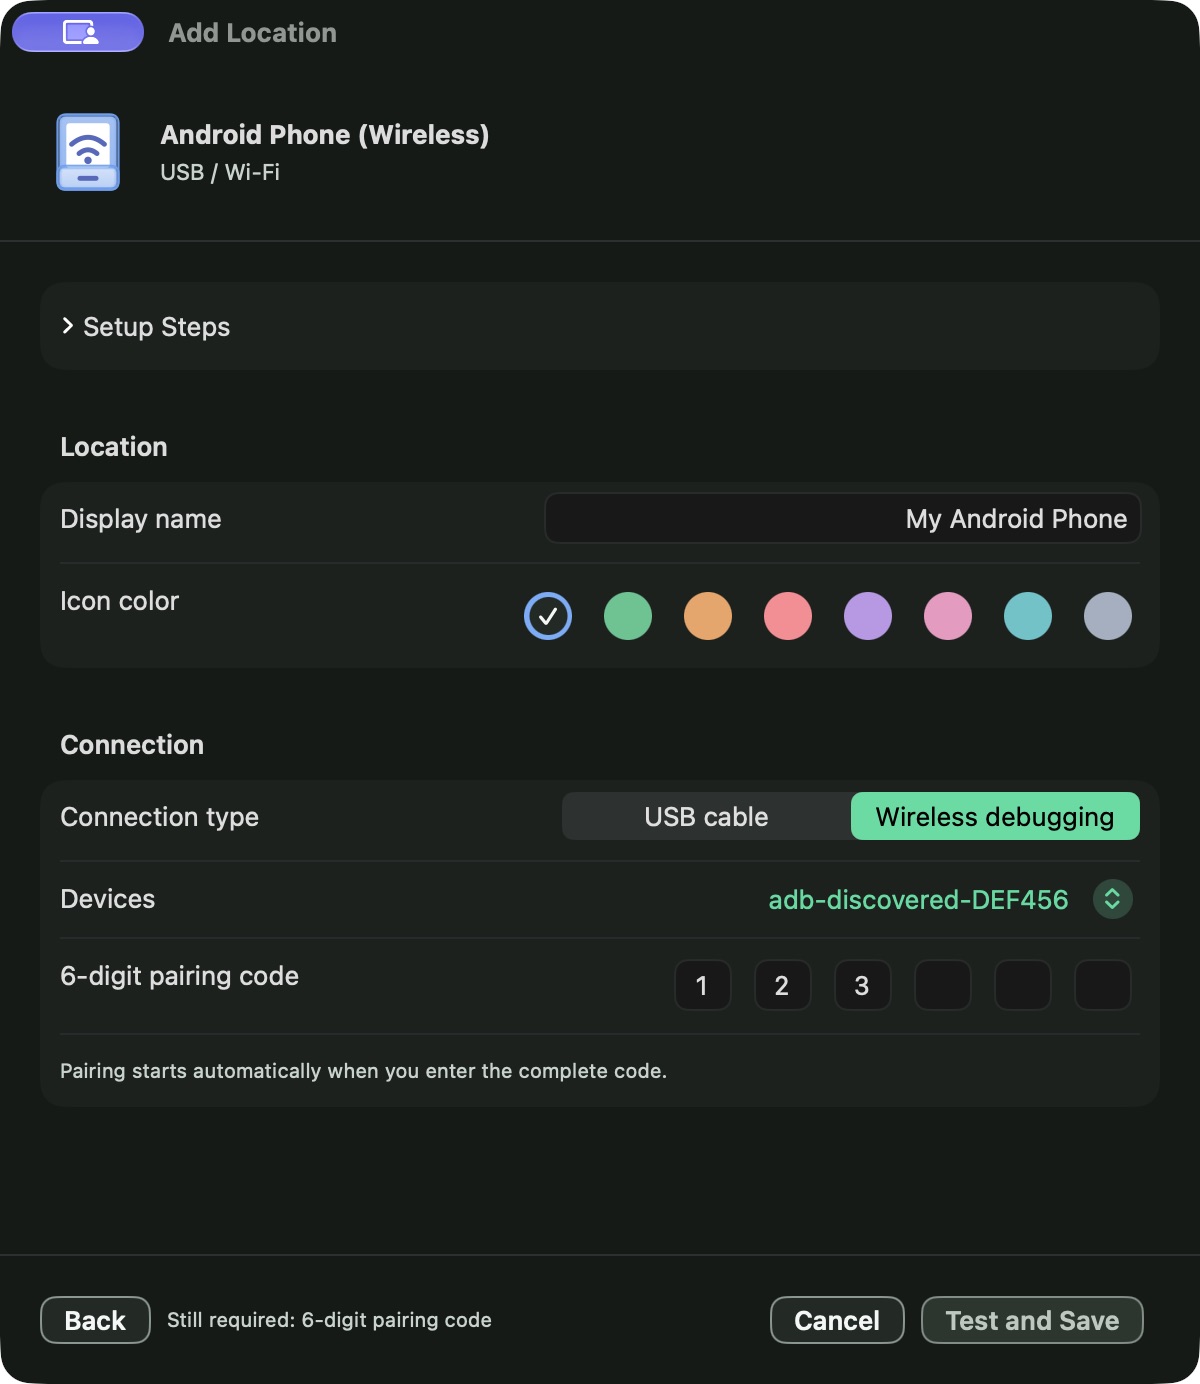 Add Location
Android Phone (Wireless)
USB / Wi-Fi
Setup Steps
Location
Display name
My Android Phone
Icon color
Connection
Connection type
USB cable
Wireless debugging
Devices
adb-discovered-DEF456
6-digit pairing code
1 2 3
Pairing starts automatically when you enter the complete code.
Back
Still required: 6-digit pairing code
Cancel
Test and Save